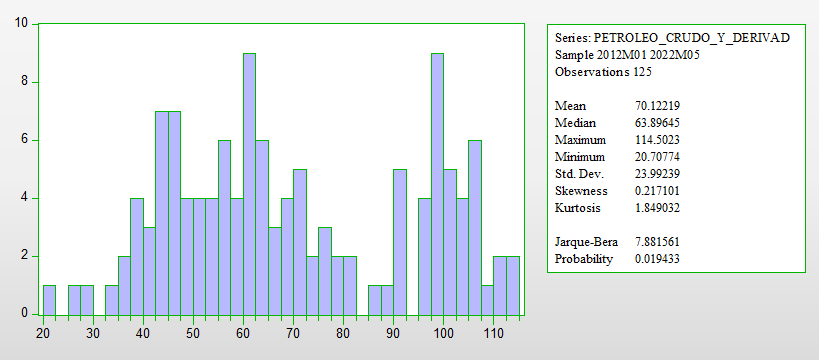 10
8
6
4
2
0
20 30 40 50 60 70 80 90 100 110
Series: PETROLEO_CRUDO_Y_DERIVAD
Sample 2012M01 2022M05
Observations 125
Mean 70.12219
Median 63.89645
Maximum 114.5023
Minimum 20.70774
Std. Dev. 23.99239
Skewness 0.217101
Kurtosis 1.849032
Jarque-Bera 7.881561
Probability 0.019433